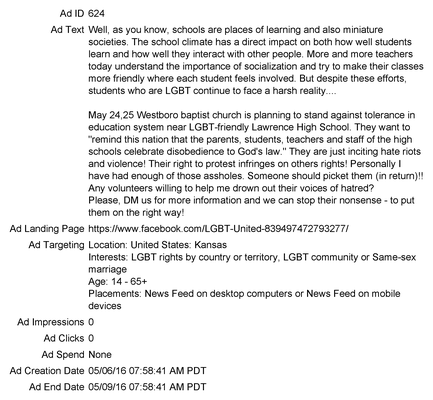 Ad ID 624
Ad Text Well, as you know, schools are places of learning and also miniature
societies. The school climate has a direct impact on both how well students
learn and how well they interact with other people. More and more teachers
today understand the importance of socialization and try to make their classes
more friendly where each student feels involved. But despite these efforts,
students who are LGBT continue to face a harsh reality....
May 24,25 Westboro baptist church is planning to stand against tolerance in
education system near LGBT-friendly Lawrence High School. They want to
"remind this nation that the parents, students, teachers and staff of the high
schools celebrate disobedience to God's law." They are just inciting hate riots
and violence! Their right to protest infringes on others rights! Personally I
have had enough of those assholes. Someone should picket them (in return)!!
Any volunteers willing to help me drown out their voices of hatred?
Please, DM us for more information and we can stop their nonsense - to put
them on the right way!
Ad Landing Page https://www.facebook.com/LGBT-United-839497472793277/
Ad Targeting Location: United States: Kansas
Interests: LGBT rights by country or territory, LGBT community or Same-sex
marriage
Age: 14 - 65+
Placements: News Feed on desktop computers or News Feed on mobile
devices
Ad Impressions 0
Ad Clicks 0
Ad Spend None
Ad Creation Date 05/06/16 07:58:41 AM PDT
Ad End Date 05/09/16 07:58:41 AM PDT